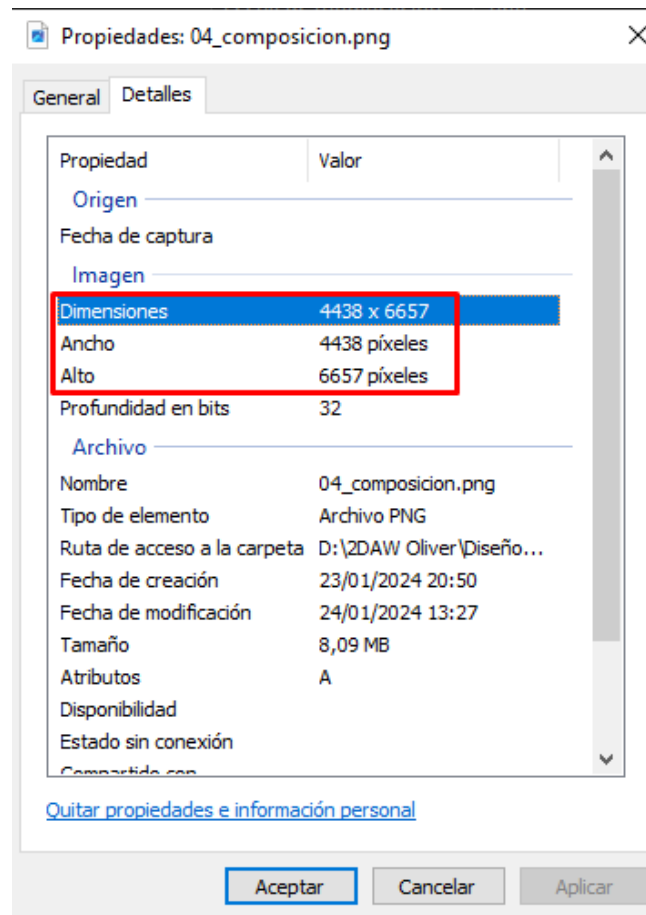 Propiedades: 04_composicion.png
General Detalles
Propiedad Valor
Origen
Fecha de captura
Imagen
Dimensiones 4438 x 6657
Ancho 4438 píxeles
Alto 6657 píxeles
Profundidad en bits 32
Archivo
Nombre 04_composicion.png
Tipo de elemento Archivo PNG
Ruta de acceso a la carpeta D:\2DAW Oliver\Diseño...
Fecha de creación 23/01/2024 20:50
Fecha de modificación 24/01/2024 13:27
Tamaño 8,09 MB
Atributos A
Disponibilidad
Estado sin conexión
Compartido con
Quitar propiedades e información personal
Aceptar Cancelar Aplicar